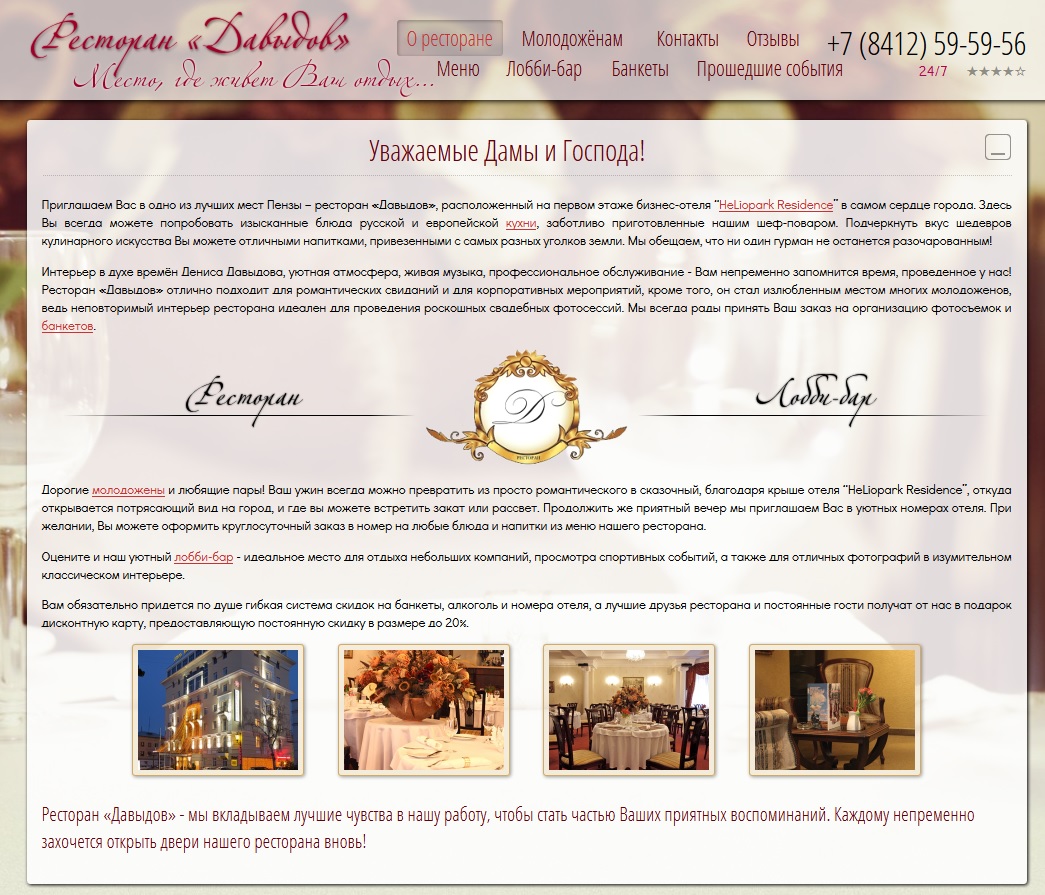 Ресторан «Давыдов»
Место, где живет Ваш отдых...
О ресторане Молодожёнам Контакты Отзывы
Меню Лобби-бар Банкеты Прошедшие события
+7 (8412) 59-59-56
24/7 ★★★★☆
Уважаемые Дамы и Господа!
Приглашаем Вас в одно из лучших мест Пензы – ресторан «Давыдов», расположенный на первом этаже бизнес-отеля “HeLiopark Residence” в самом сердце города. Здесь
Вы всегда можете попробовать изысканные блюда русской и европейской кухни, заботливо приготовленные нашим шеф-поваром. Подчеркнуть вкус шедевров
кулинарного искусства Вы можете отличными напитками, привезенными с самых разных уголков земли. Мы обещаем, что ни один гурман не останется разочарованным!
Интерьер в духе времён Дениса Давыдова, уютная атмосфера, живая музыка, профессиональное обслуживание - Вам непременно запомнится время, проведенное у нас!
Ресторан «Давыдов» отлично подходит для романтических свиданий и для корпоративных мероприятий, кроме того, он стал излюбленным местом многих молодоженов,
ведь неповторимый интерьер ресторана идеален для проведения роскошных свадебных фотосессий. Мы всегда рады принять Ваш заказ на организацию фотосъемок и
банкетов.
Ресторан
D
РЕСТОРАН
Лобби-бар
Дорогие молодожены и любящие пары! Ваш ужин всегда можно превратить из просто романтического в сказочный, благодаря крыше отеля “HeLiopark Residence”, откуда
открывается потрясающий вид на город, и где вы можете встретить закат или рассвет. Продолжить же приятный вечер мы приглашаем Вас в уютных номерах отеля. При
желании, Вы можете оформить круглосуточный заказ в номер на любые блюда и напитки из меню нашего ресторана.
Оцените и наш уютный лобби-бар - идеальное место для отдыха небольших компаний, просмотра спортивных событий, а также для отличных фотографий в изумительном
классическом интерьере.
Вам обязательно придется по душе гибкая система скидок на банкеты, алкоголь и номера отеля, а лучшие друзья ресторана и постоянные гости получат от нас в подарок
дисконтную карту, предоставляющую постоянную скидку в размере до 20%.
Ресторан «Давыдов» - мы вкладываем лучшие чувства в нашу работу, чтобы стать частью Ваших приятных воспоминаний. Каждому непременно
захочется открыть двери нашего ресторана вновь!